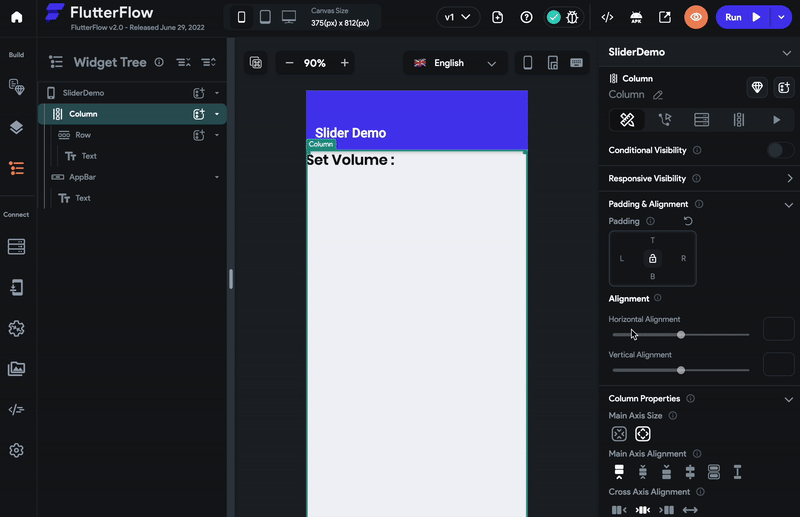 FlutterFlow
FlutterFlow v2.0 - Released June 29, 2022
Canvas Size
375(px) x 812(px)
v1
APK
Run
Build
Connect
Widget Tree
SliderDemo
Column
Row
Text
AppBar
Text
90%
English
Slider Demo
Column
Set Volume :
SliderDemo
Column
Column
Conditional Visibility
Responsive Visibility
Padding & Alignment
Padding
T
L
R
B
Alignment
Horizontal Alignment
Vertical Alignment
Column Properties
Main Axis Size
Main Axis Alignment
Cross Axis Alignment